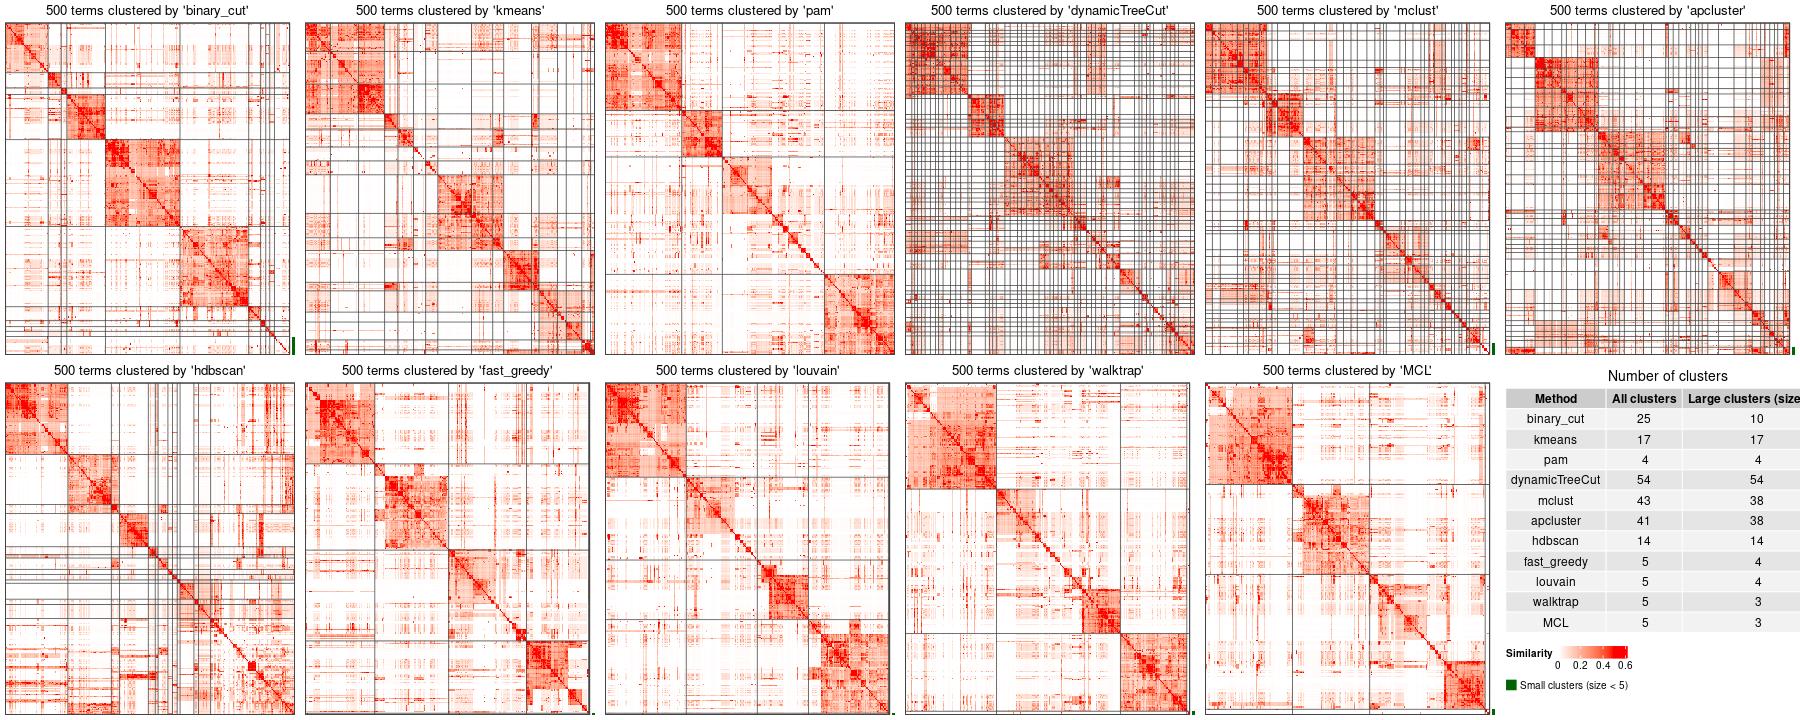 500 terms clustered by 'binary_cut'
500 terms clustered by 'kmeans'
500 terms clustered by 'pam'
500 terms clustered by 'dynamicTreeCut'
500 terms clustered by 'mclust'
500 terms clustered by 'apcluster'
500 terms clustered by 'hdbscan'
500 terms clustered by 'fast_greedy'
500 terms clustered by 'louvain'
500 terms clustered by 'walktrap'
500 terms clustered by 'MCL'
Number of clusters
Method All clusters Large clusters (size
binary_cut 25 10
kmeans 17 17
pam 4 4
dynamicTreeCut 54 54
mclust 43 38
apcluster 41 38
hdbscan 14 14
fast_greedy 5 4
louvain 5 4
walktrap 5 3
MCL 5 3
Similarity
0 0.2 0.4 0.6
Small clusters (size < 5)